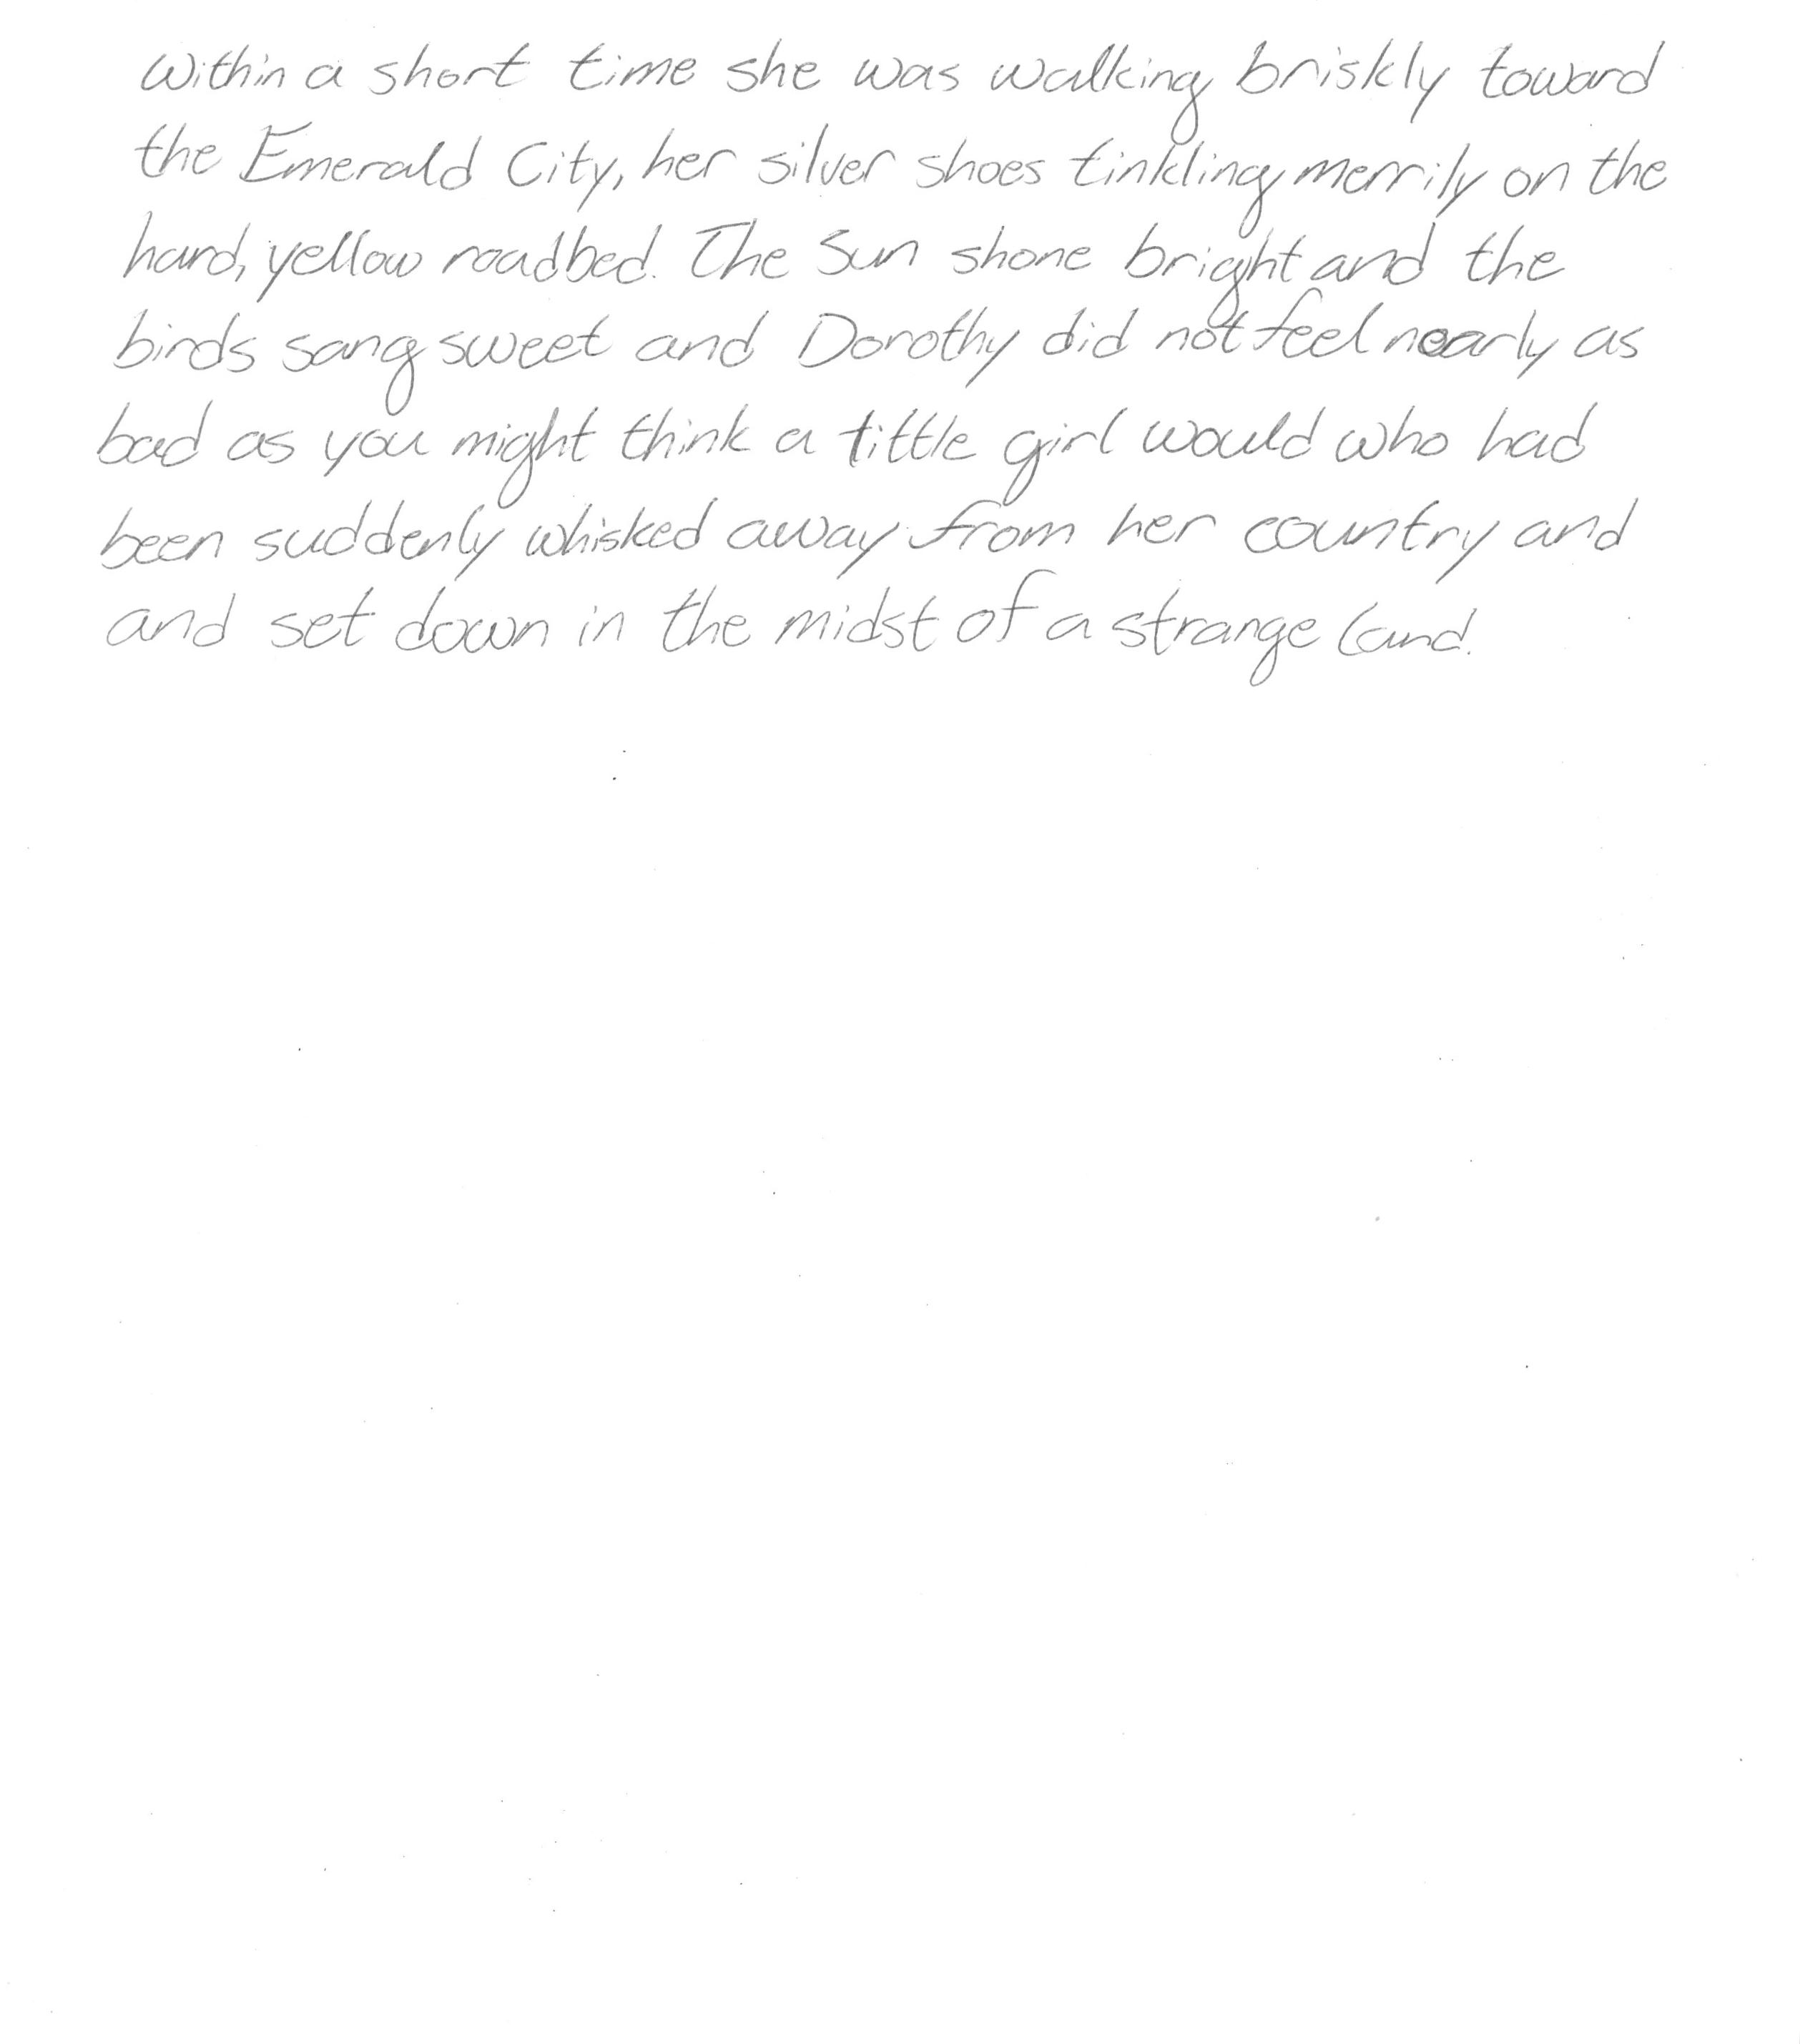 Within a short time she was walking briskly toward
the Emerald City, her silver shoes tinkling merrily on the
hard, yellow roadbed. The sun shone bright and the
birds sang sweet and Dorothy did not feel nearly as
bad as you might think a little girl would who had
been suddenly whisked away from her country and
and set down in the midst of a strange land.